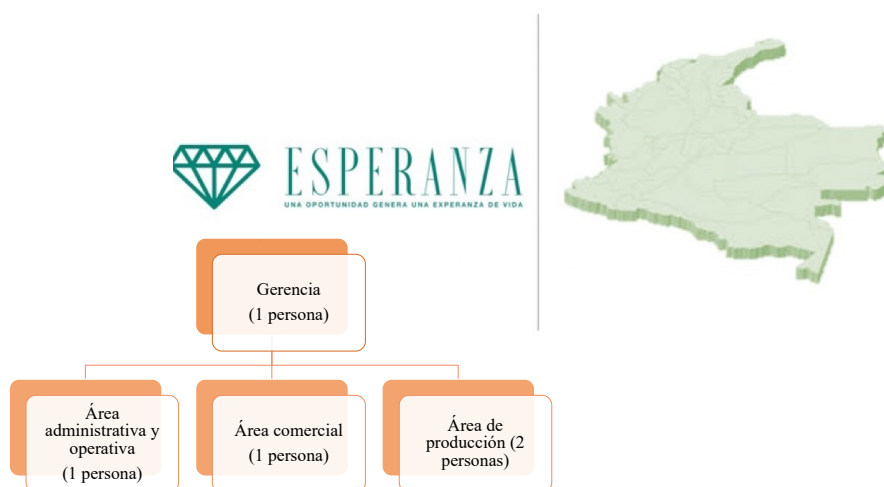 ESPERANZA
UNA OPORTUNIDAD GENERA UNA EXPERANZA DE VIDA
Gerencia
(1 persona)
Área
administrativa y
operativa
(1 persona)
Área comercial
(1 persona)
Área de
producción (2
personas)